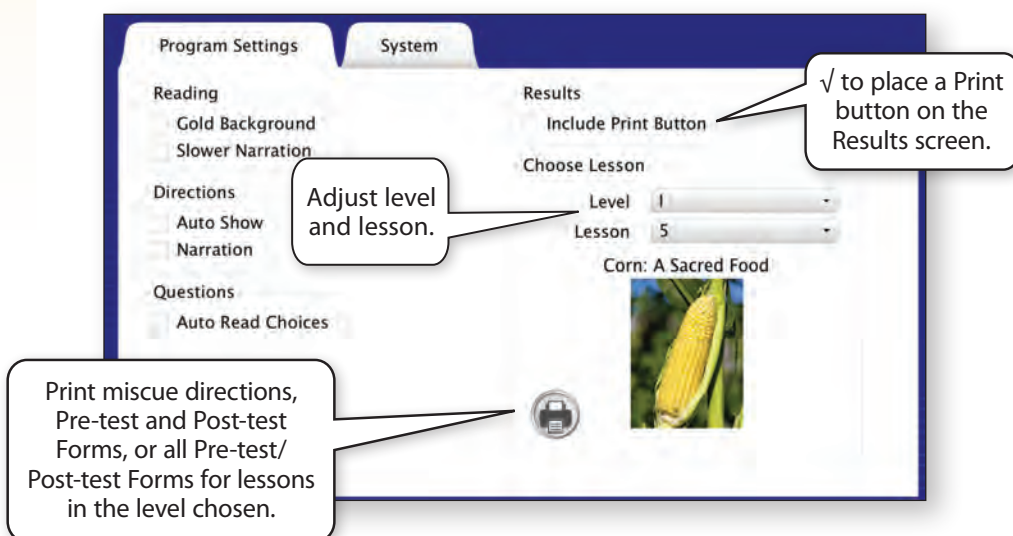 Program Settings
System
Reading
Gold Background
Slower Narration
Directions
Auto Show
Narration
Questions
Auto Read Choices
Results
Include Print Button
Choose Lesson
Level I
Lesson 5
Corn: A Sacred Food
√ to place a Print
button on the
Results screen.
Adjust level
and lesson.
Print miscue directions,
Pre-test and Post-test
Forms, or all Pre-test/
Post-test Forms for lessons
in the level chosen.